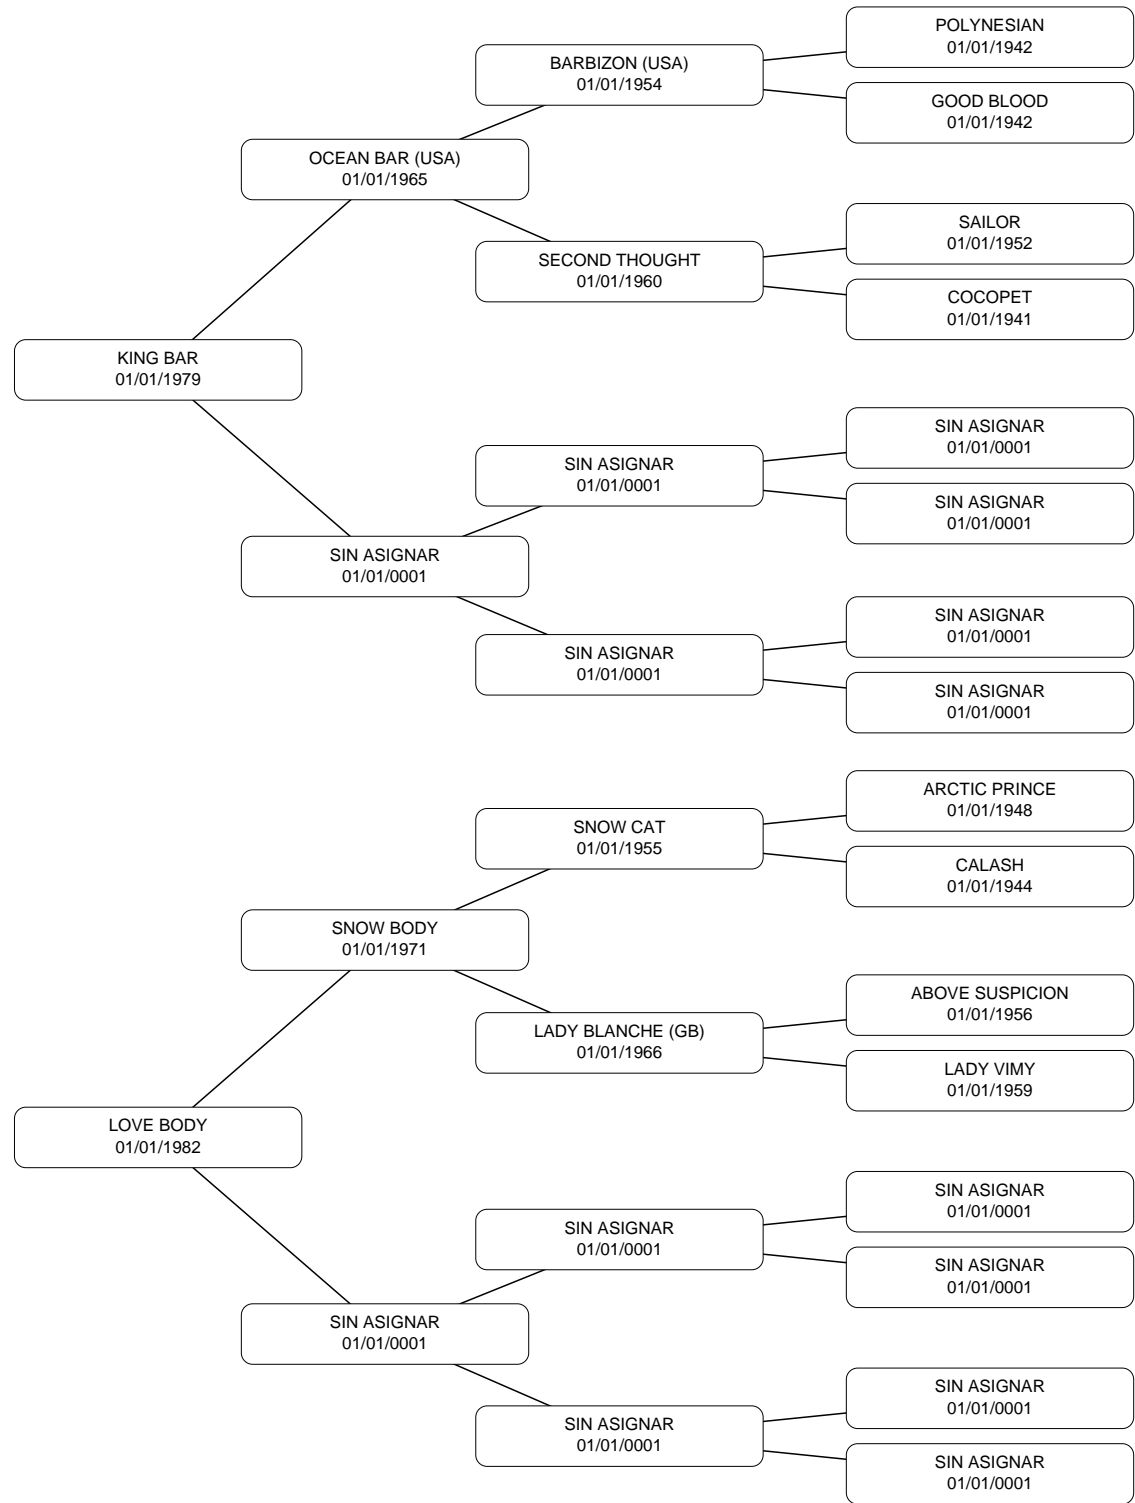 POLYNESIAN
01/01/1942
BARBIZON (USA)
01/01/1954
GOOD BLOOD
01/01/1942
OCEAN BAR (USA)
01/01/1965
SAILOR
01/01/1952
SECOND THOUGHT
01/01/1960
COCOPET
01/01/1941
KING BAR
01/01/1979
SIN ASIGNAR
01/01/0001
SIN ASIGNAR
01/01/0001
SIN ASIGNAR
01/01/0001
SIN ASIGNAR
01/01/0001
SIN ASIGNAR
01/01/0001
SIN ASIGNAR
01/01/0001
SIN ASIGNAR
01/01/0001
ARCTIC PRINCE
01/01/1948
SNOW CAT
01/01/1955
CALASH
01/01/1944
SNOW BODY
01/01/1971
ABOVE SUSPICION
01/01/1956
LADY BLANCHE (GB)
01/01/1966
LADY VIMY
01/01/1959
LOVE BODY
01/01/1982
SIN ASIGNAR
01/01/0001
SIN ASIGNAR
01/01/0001
SIN ASIGNAR
01/01/0001
SIN ASIGNAR
01/01/0001
SIN ASIGNAR
01/01/0001
SIN ASIGNAR
01/01/0001
SIN ASIGNAR
01/01/0001